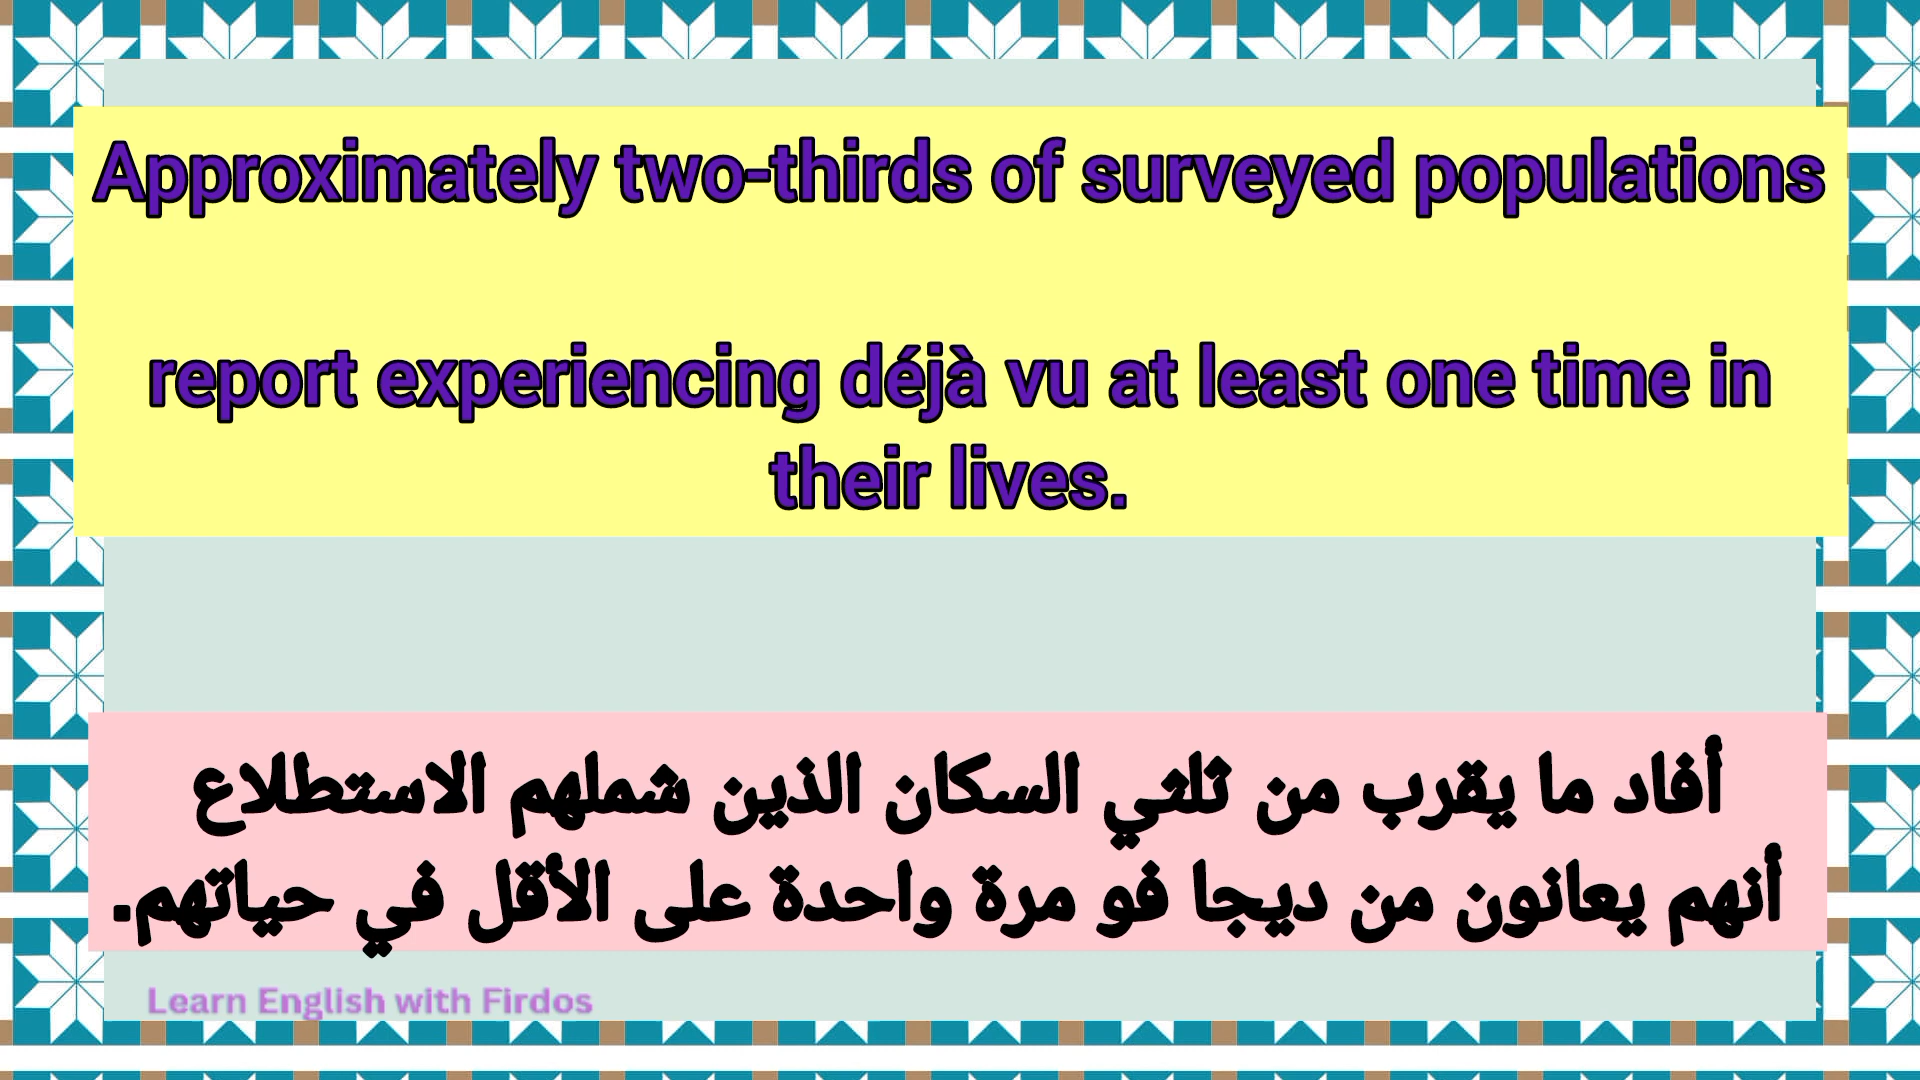 Approximately two-thirds of surveyed populations
report experiencing déjà vu at least one time in
their lives.
أفاد ما يقرب من ثلثي السكان الذين شملهم الاستطلاع
أنهم يعانون من ديجا فو مرة واحدة على الأقل في حياتهم.
Learn English with Firdos